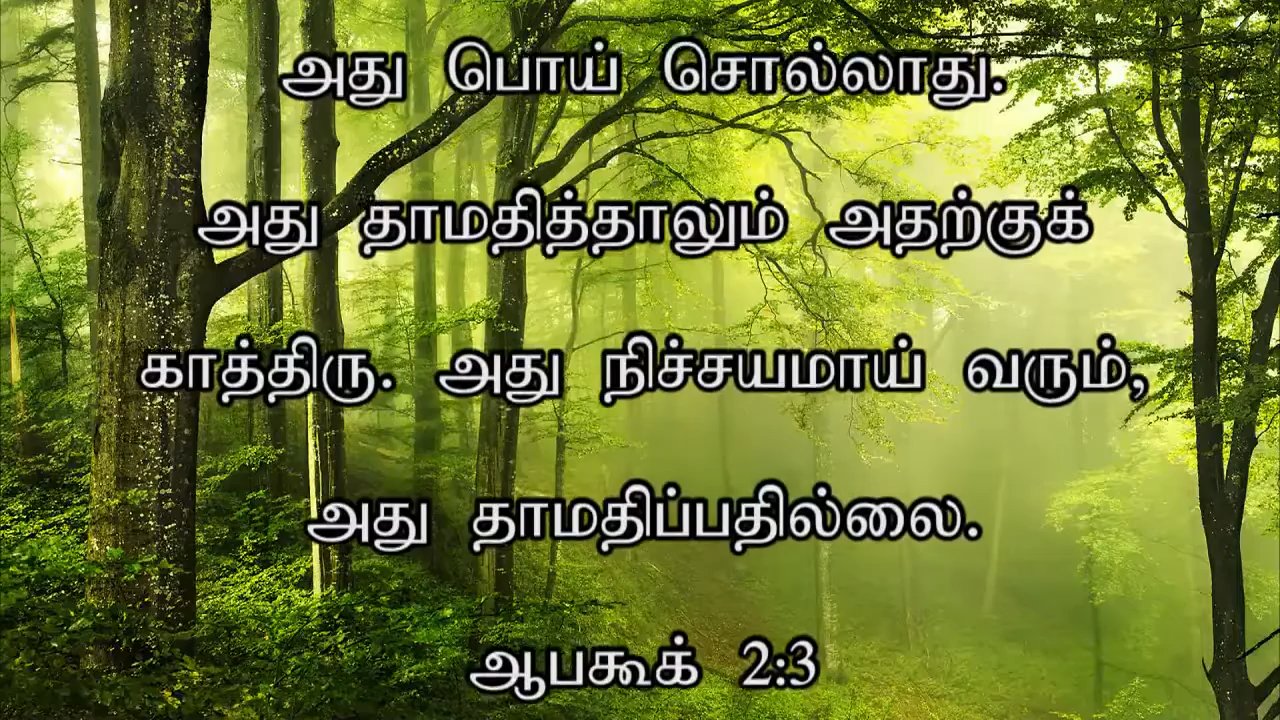 அது பொய் சொல்லாது.
அது தாமதித்தாலும் அதற்குக்
காத்திரு. அது நிச்சயமாய் வரும்,
அது தாமதிப்பதில்லை.
ஆபகூக் 2:3